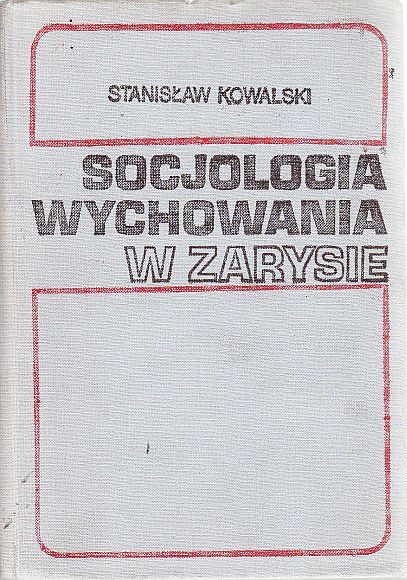 STANISŁAW KOWALSKI
SOCJOLOGIA
WYCHOWANIA
W ZARYSIE